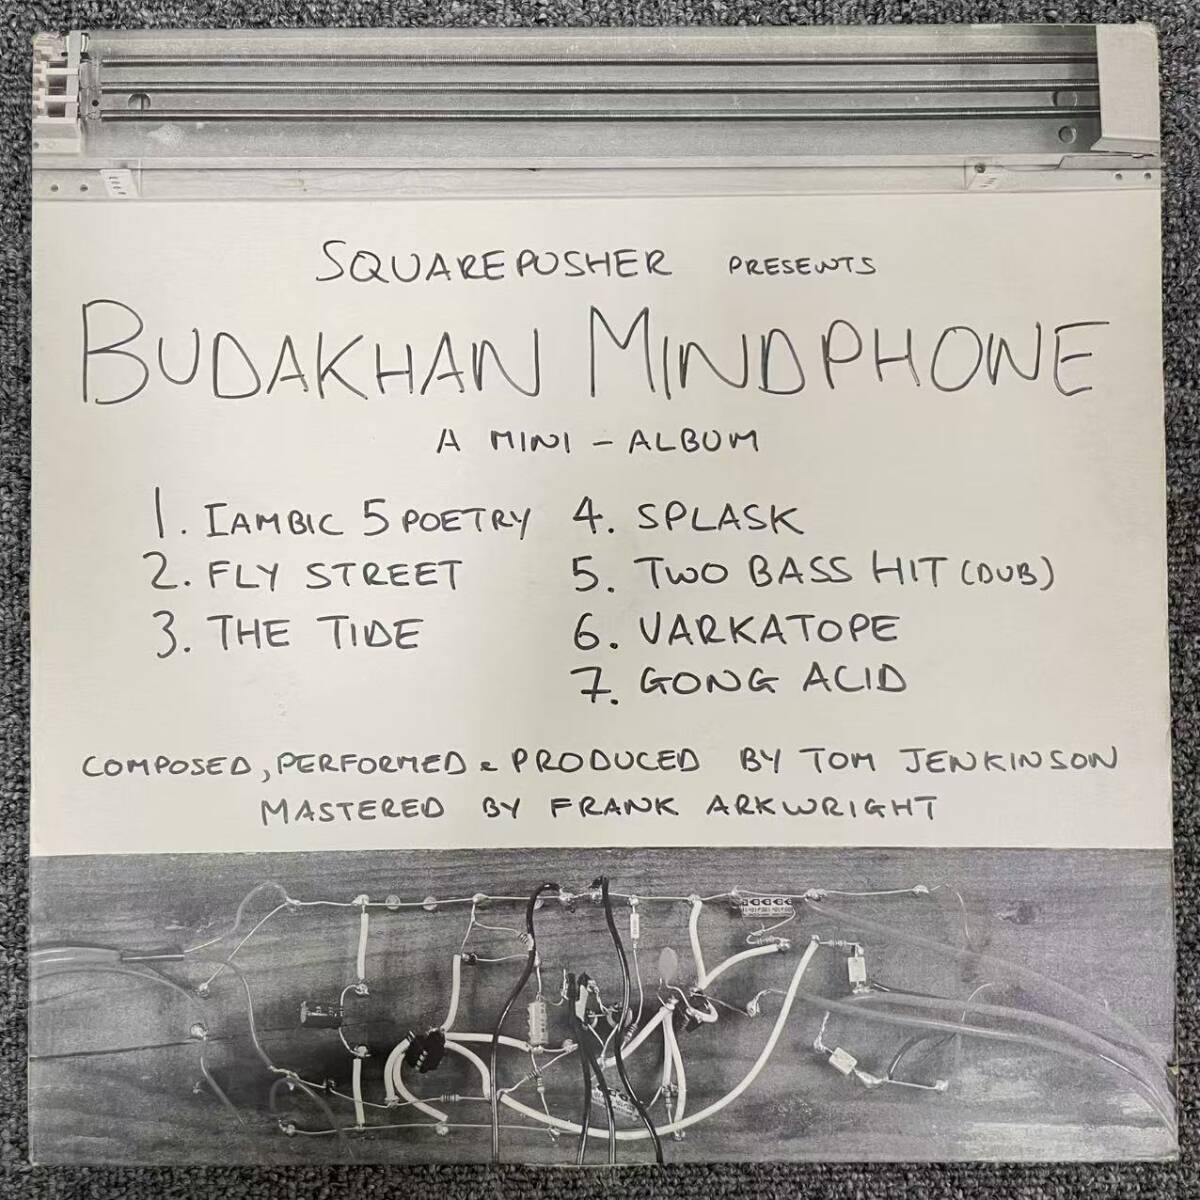 SQUAREPUSHER PRESENTS
BUDAKHAN MINDPHONE
A MINI - ALBUM
1. IAMBIC 5 POETRY
2. FLY STREET
3. THE TIDE
4. SPLASK
5. TWO BASS HIT (DUB)
6. VARKATOPE
7. GONG ACID
COMPOSED, PERFORMED & PRODUCED BY TOM JENKINSON
MASTERED BY FRANK ARKWRIGHT